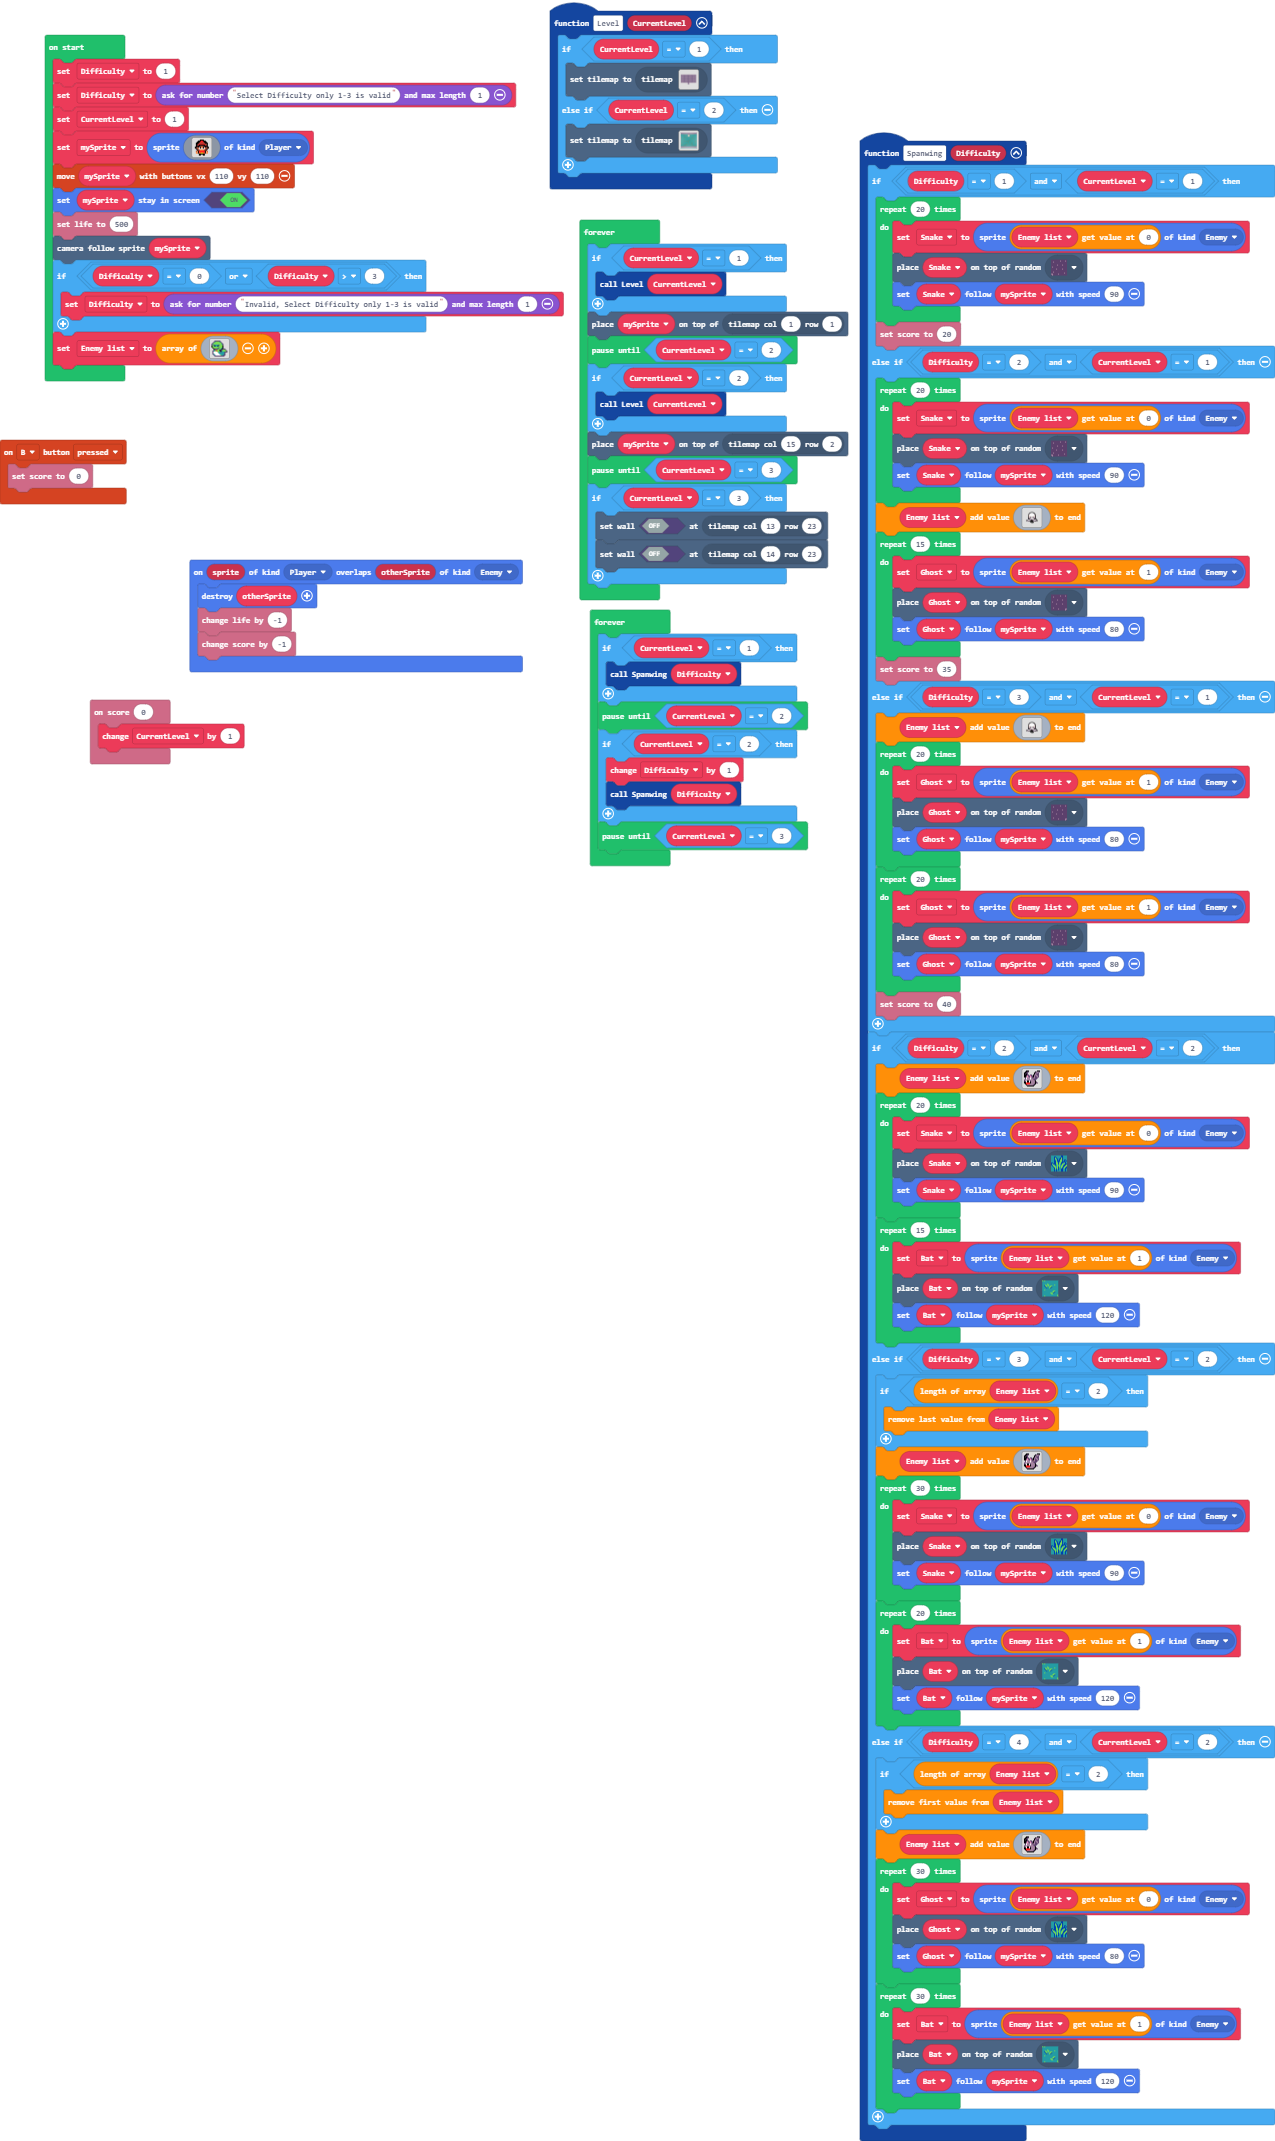 on start
set Difficulty to 1
set Difficulty to ask for number "Select Difficulty only 1-3 is valid" and max length 1
set CurrentLevel to 1
set mySprite to sprite of kind Player
move mySprite with buttons vx 110 vy 110
set mySprite stay in screen ON
set life to 500
camera follow sprite mySprite
if Difficulty = 0 or Difficulty > 3 then
set Difficulty to ask for number "Invalid, Select Difficulty only 1-3 is valid" and max length 1
set Enemy list to array of
on B button pressed
set score to 0
on sprite of kind Player overlaps otherSprite of kind Enemy
destroy otherSprite
change life by -1
change score by -1
on score 0
change CurrentLevel by 1
function Level CurrentLevel
if CurrentLevel = 1 then
set tilemap to tilemap
else if CurrentLevel = 2 then
set tilemap to tilemap
forever
if CurrentLevel = 1 then
call Level CurrentLevel
place mySprite on top of tilemap col 1 row 1
pause until CurrentLevel = 2
if CurrentLevel = 2 then
call Level CurrentLevel
place mySprite on top of tilemap col 15 row 2
pause until CurrentLevel = 3
if CurrentLevel = 3 then
set wall OFF at tilemap col 13 row 23
set wall OFF at tilemap col 14 row 23
forever
if CurrentLevel = 1 then
call Spanwing Difficulty
pause until CurrentLevel = 2
if CurrentLevel = 2 then
change Difficulty by 1
call Spanwing Difficulty
pause until CurrentLevel = 3
function Spanwing Difficulty
if Difficulty = 1 and CurrentLevel = 1 then
repeat 20 times
do
set Snake to sprite Enemy list get value at 0 of kind Enemy
place Snake on top of random
set Snake follow mySprite with speed 90
set score to 20
else if Difficulty = 2 and CurrentLevel = 1 then
repeat 20 times
do
set Snake to sprite Enemy list get value at 0 of kind Enemy
place Snake on top of random
set Snake follow mySprite with speed 90
Enemy list add value to end
repeat 15 times
do
set Ghost to sprite Enemy list get value at 1 of kind Enemy
place Ghost on top of random
set Ghost follow mySprite with speed 80
set score to 35
else if Difficulty = 3 and CurrentLevel = 1 then
Enemy list add value to end
repeat 20 times
do
set Ghost to sprite Enemy list get value at 1 of kind Enemy
place Ghost on top of random
set Ghost follow mySprite with speed 80
repeat 20 times
do
set Ghost to sprite Enemy list get value at 1 of kind Enemy
place Ghost on top of random
set Ghost follow mySprite with speed 80
set score to 40
if Difficulty = 2 and CurrentLevel = 2 then
Enemy list add value to end
repeat 20 times
do
set Snake to sprite Enemy list get value at 0 of kind Enemy
place Snake on top of random
set Snake follow mySprite with speed 90
repeat 15 times
do
set Bat to sprite Enemy list get value at 1 of kind Enemy
place Bat on top of random
set Bat follow mySprite with speed 120
else if Difficulty = 3 and CurrentLevel = 2 then
if length of array Enemy list = 2 then
remove last value from Enemy list
Enemy list add value to end
repeat 30 times
do
set Snake to sprite Enemy list get value at 0 of kind Enemy
place Snake on top of random
set Snake follow mySprite with speed 90
repeat 20 times
do
set Bat to sprite Enemy list get value at 1 of kind Enemy
place Bat on top of random
set Bat follow mySprite with speed 120
else if Difficulty = 4 and CurrentLevel = 2 then
if length of array Enemy list = 2 then
remove first value from Enemy list
Enemy list add value to end
repeat 30 times
do
set Ghost to sprite Enemy list get value at 0 of kind Enemy
place Ghost on top of random
set Ghost follow mySprite with speed 80
repeat 30 times
do
set Bat to sprite Enemy list get value at 1 of kind Enemy
place Bat on top of random
set Bat follow mySprite with speed 120